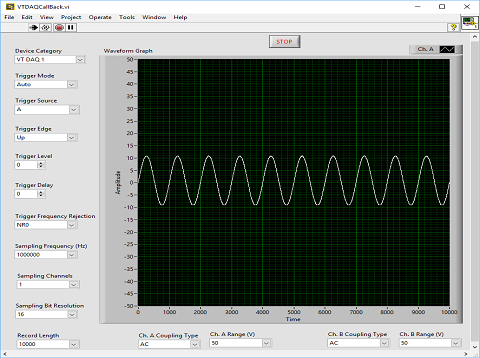 VTDAQCallBack.vi
File Edit View Project Operate Tools Window Help
STOP
Device Category
VT DAQ 1
Trigger Mode
Auto
Trigger Source
A
Trigger Edge
Up
Trigger Level
0
Trigger Delay
0
Trigger Frequency Rejection
NR0
Sampling Frequency (Hz)
1000000
Sampling Channels
1
Sampling Bit Resolution
16
Record Length
10000
Waveform Graph
Ch. A
50
45
40
35
30
25
20
15
10
5
0
-5
-10
-15
-20
-25
-30
-35
-40
-45
-50
Amplitude
0 1000 2000 3000 4000 5000 6000 7000 8000 9000 10000
Time
Ch. A Coupling Type
AC
Ch. A Range (V)
50
Ch. B Coupling Type
AC
Ch. B Range (V)
50